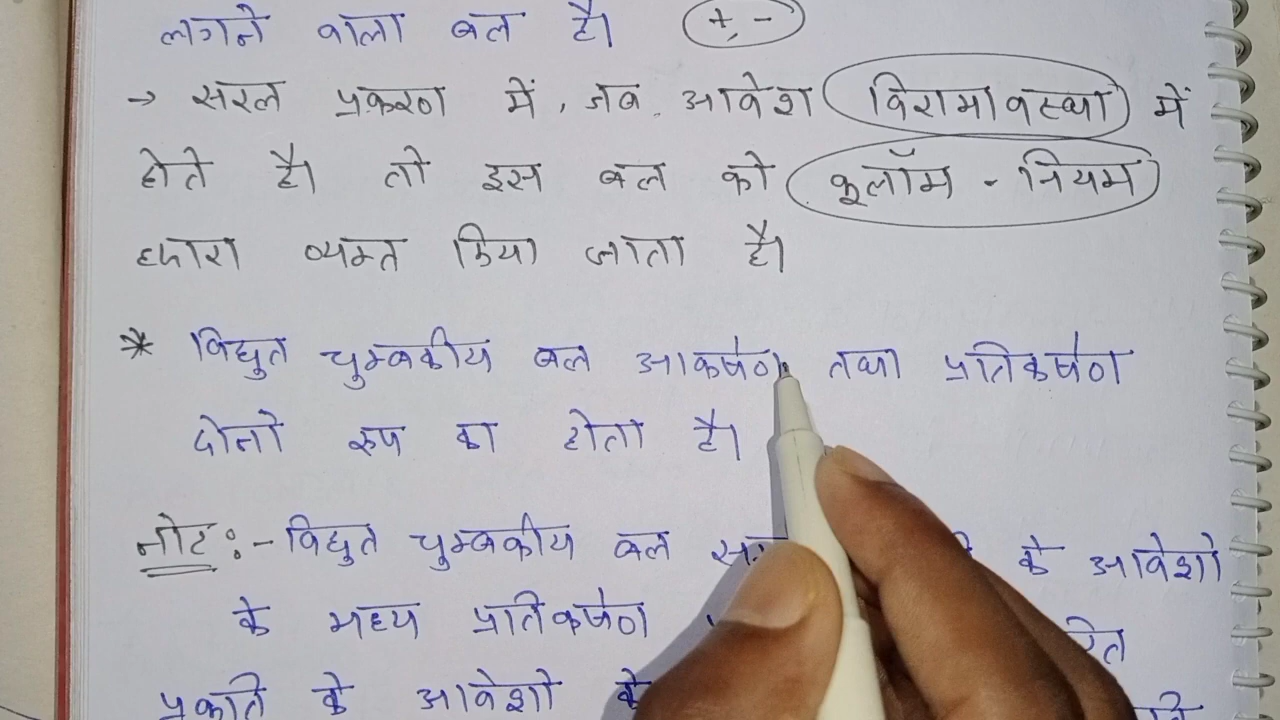 लगने वाला बल है। (+, -)
→ सरल प्रकरण में, जब आवेश विरामावस्था में
होते है। तो इस बल को कूलॉम - नियम
द्वारा व्यक्त किया जाता है।
* विद्युत चुम्बकीय बल आकर्षण तथा प्रतिकर्षण
दोनो रूप का होता है।
नोट :- विद्युत चुम्बकीय बल के आवेशो
के मध्य प्रतिकर्षण
प्रकृति के आवेशो के